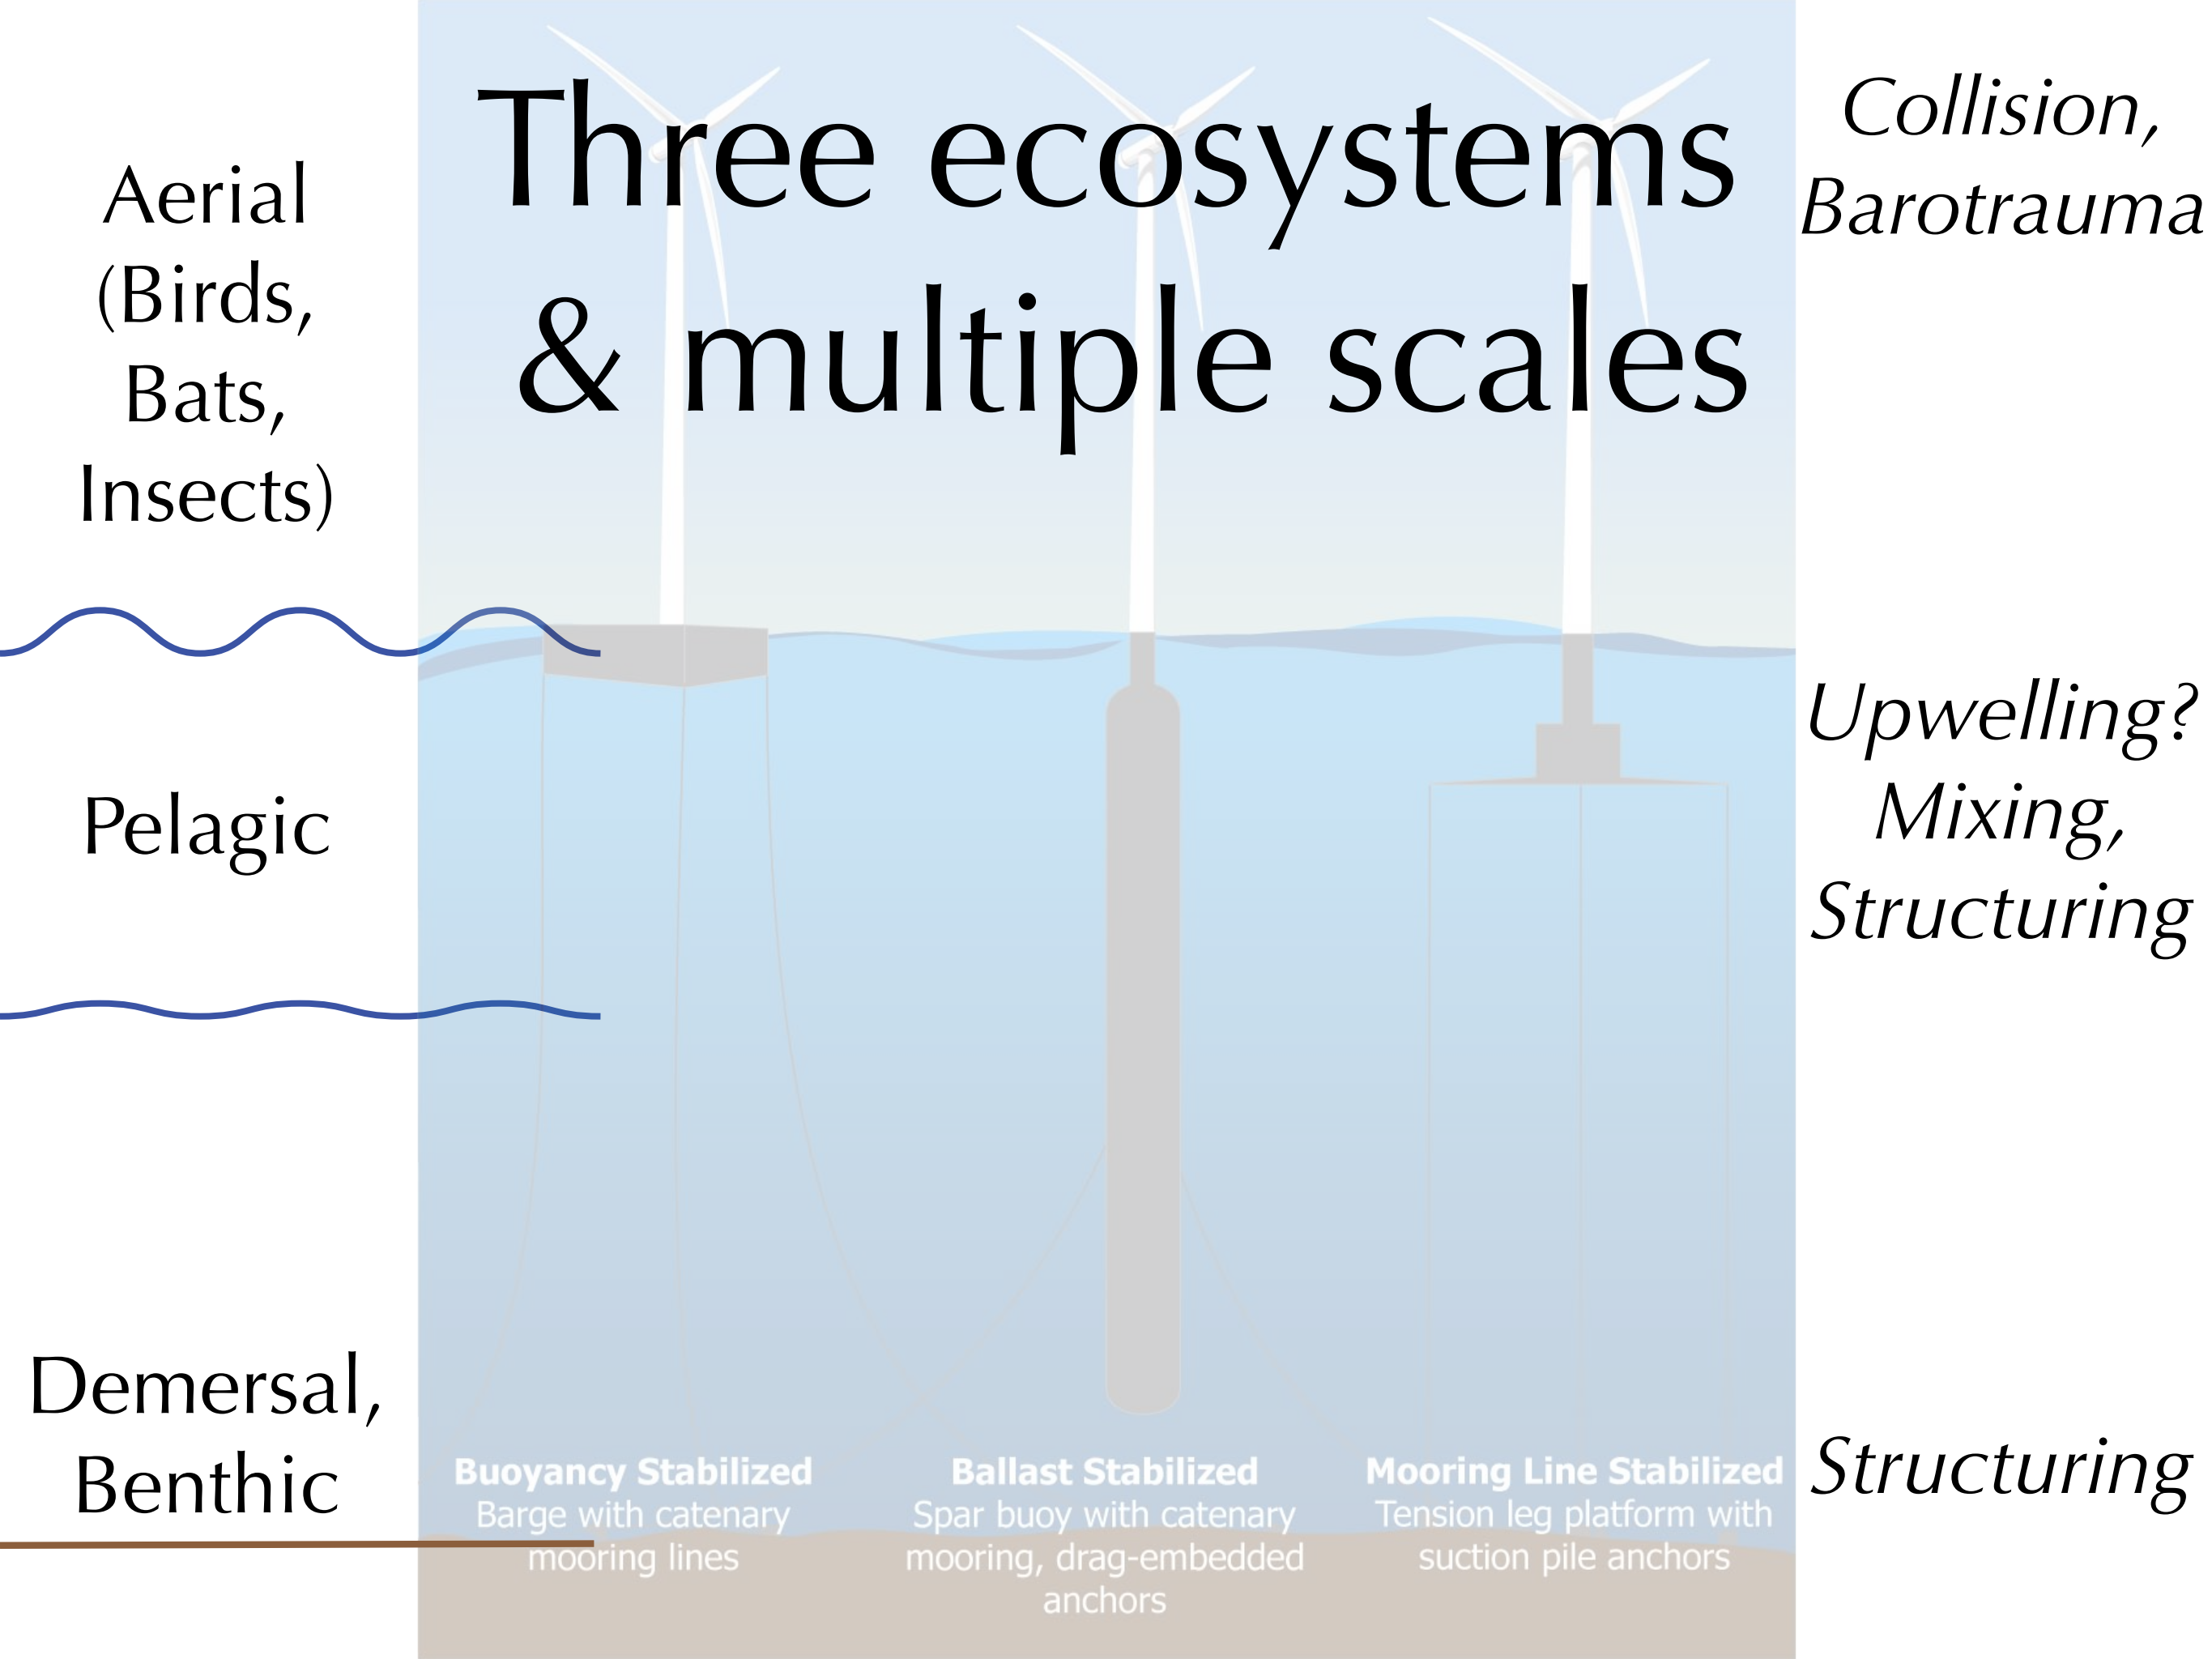 Three ecosystems
& multiple scales
Aerial
(Birds,
Bats,
Insects)
Collision,
Barotrauma
Pelagic
Upwelling?
Mixing,
Structuring
Demersal,
Benthic
Structuring
Buoyancy Stabilized
Barge with catenary
mooring lines
Ballast Stabilized
Spar buoy with catenary
mooring, drag-embedded
anchors
Mooring Line Stabilized
Tension leg platform with
suction pile anchors